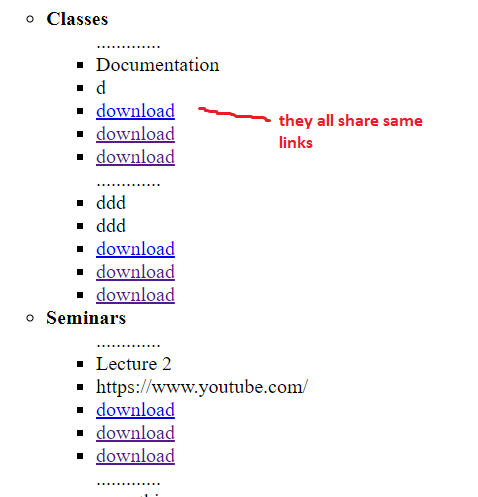 Classes
.............
Documentation
d
download
they all share same
links
download
download
.............
ddd
ddd
download
download
download
Seminars
.............
Lecture 2
https://www.youtube.com/
download
download
download
.............